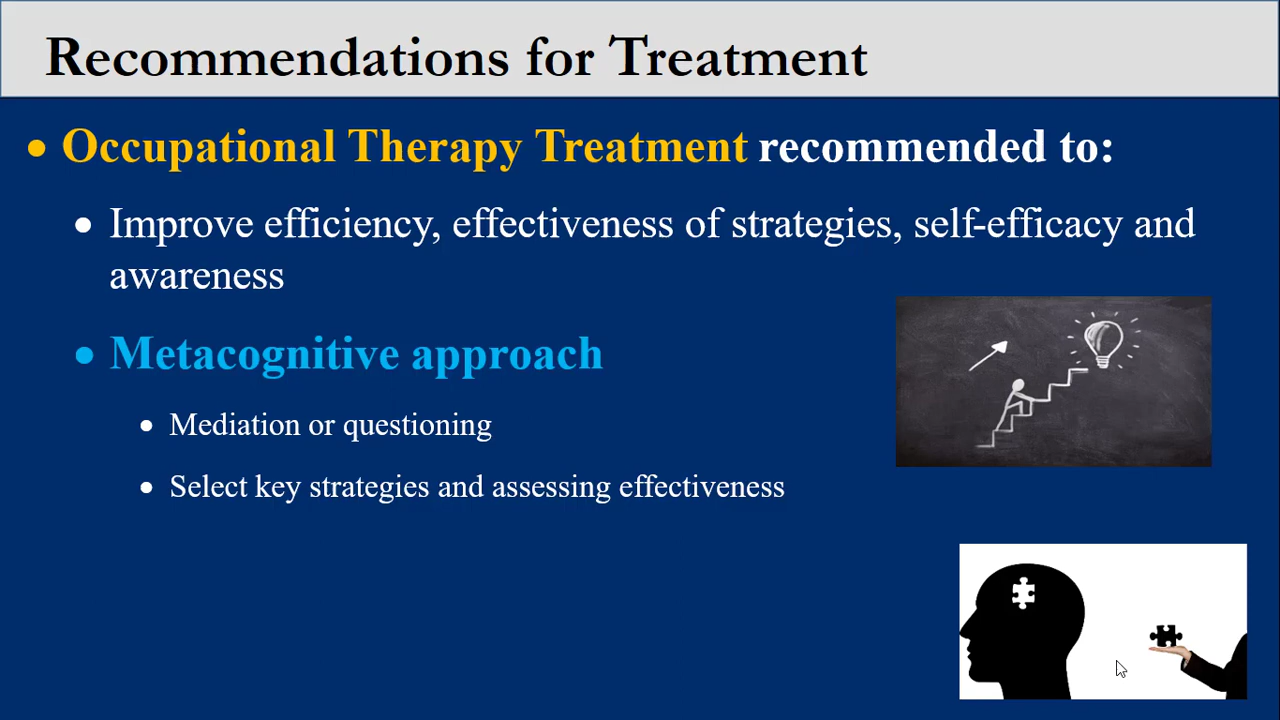 Recommendations for Treatment
• Occupational Therapy Treatment recommended to:
• Improve efficiency, effectiveness of strategies, self-efficacy and
awareness
• Metacognitive approach
• Mediation or questioning
• Select key strategies and assessing effectiveness